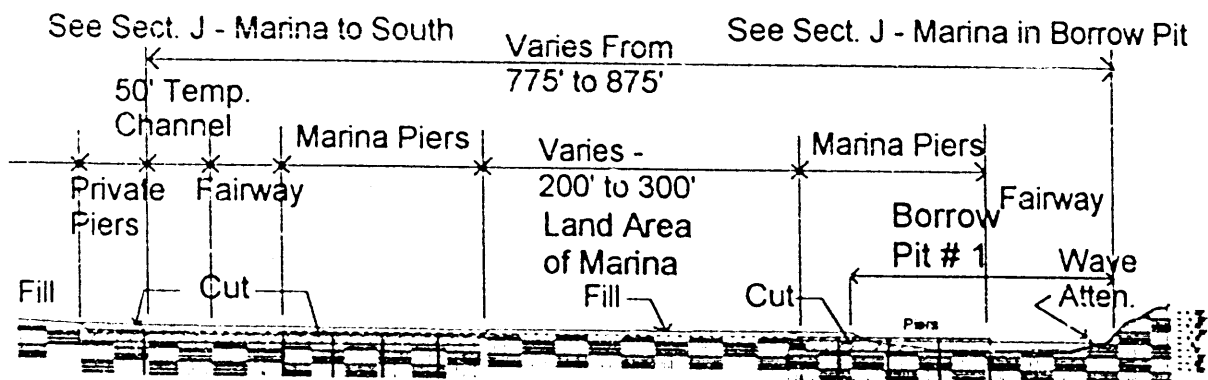 See Sect. J - Marina to South
See Sect. J - Marina in Borrow Pit
Varies From
775' to 875'
50' Temp.
Channel
Marina Piers
Varies -
200' to 300'
Land Area
of Marina
Marina Piers
Private
Piers
Fairway
Fairway
Borrow
Pit # 1
Wave
Atten.
Fill
Cut
Fill
Cut
Piers